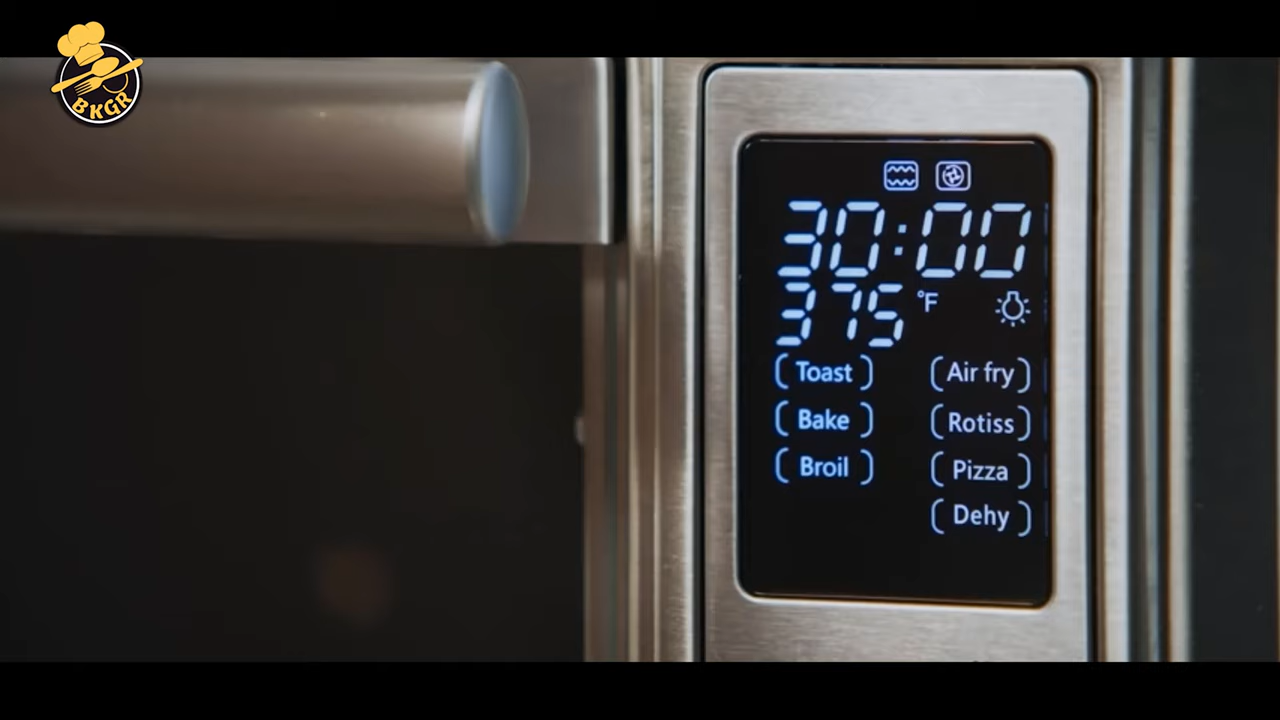 BKGR
30:00
375 °F
Toast Air fry
Bake Rotiss
Broil Pizza
Dehy